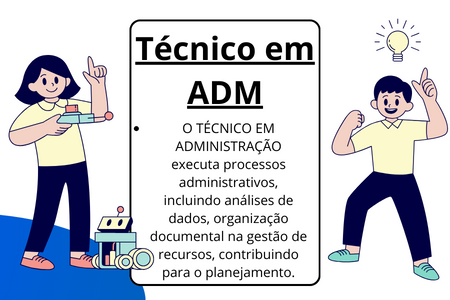 Técnico em
ADM
• O TÉCNICO EM
ADMINISTRAÇÃO
executa processos
administrativos,
incluindo análises de
dados, organização
documental na gestão de
recursos, contribuindo
para o planejamento.